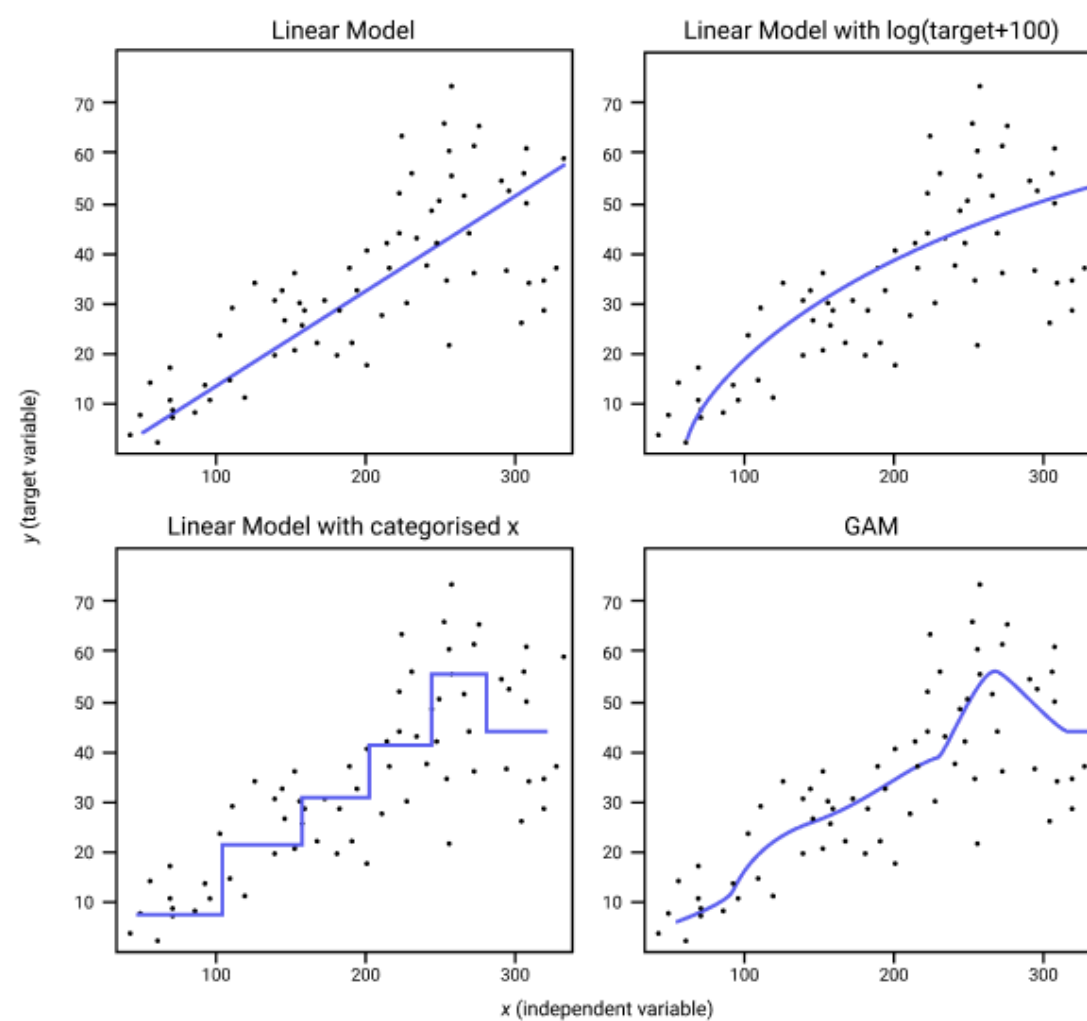 Linear Model
Linear Model with log(target+100)
70
60
50
40
30
20
10
100 200 300
70
60
50
40
30
20
10
100 200 300
y (target variable)
Linear Model with categorised x
GAM
70
60
50
40
30
20
10
100 200 300
70
60
50
40
30
20
10
100 200 300
x (independent variable)